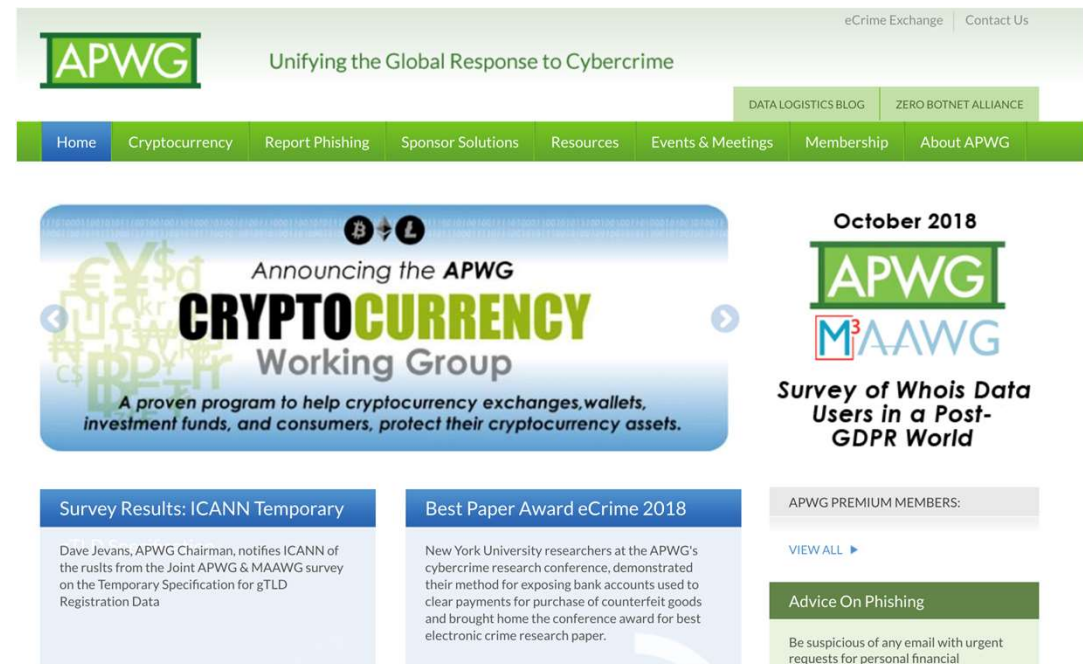 eCrime Exchange
Contact Us
APWG
Unifying the Global Response to Cybercrime
DATA LOGISTICS BLOG
ZERO BOTNET ALLIANCE
Home
Cryptocurrency
Report Phishing
Sponsor Solutions
Resources
Events & Meetings
Membership
About APWG
Announcing the APWG
CRYPTOCURRENCY
Working Group
A proven program to help cryptocurrency exchanges,wallets,
investment funds, and consumers, protect their cryptocurrency assets.
October 2018
APWG
M3AAWG
Survey of Whois Data
Users in a Post-
GDPR World
Survey Results: ICANN Temporary
Dave Jevans, APWG Chairman, notifies ICANN of
the ruslts from the Joint APWG & MAAWG survey
on the Temporary Specification for gTLD
Registration Data
Best Paper Award eCrime 2018
New York University researchers at the APWG's
cybercrime research conference, demonstrated
their method for exposing bank accounts used to
clear payments for purchase of counterfeit goods
and brought home the conference award for best
electronic crime research paper.
APWG PREMIUM MEMBERS:
VIEW ALL
Advice On Phishing
Be suspicious of any email with urgent
requests for personal financial